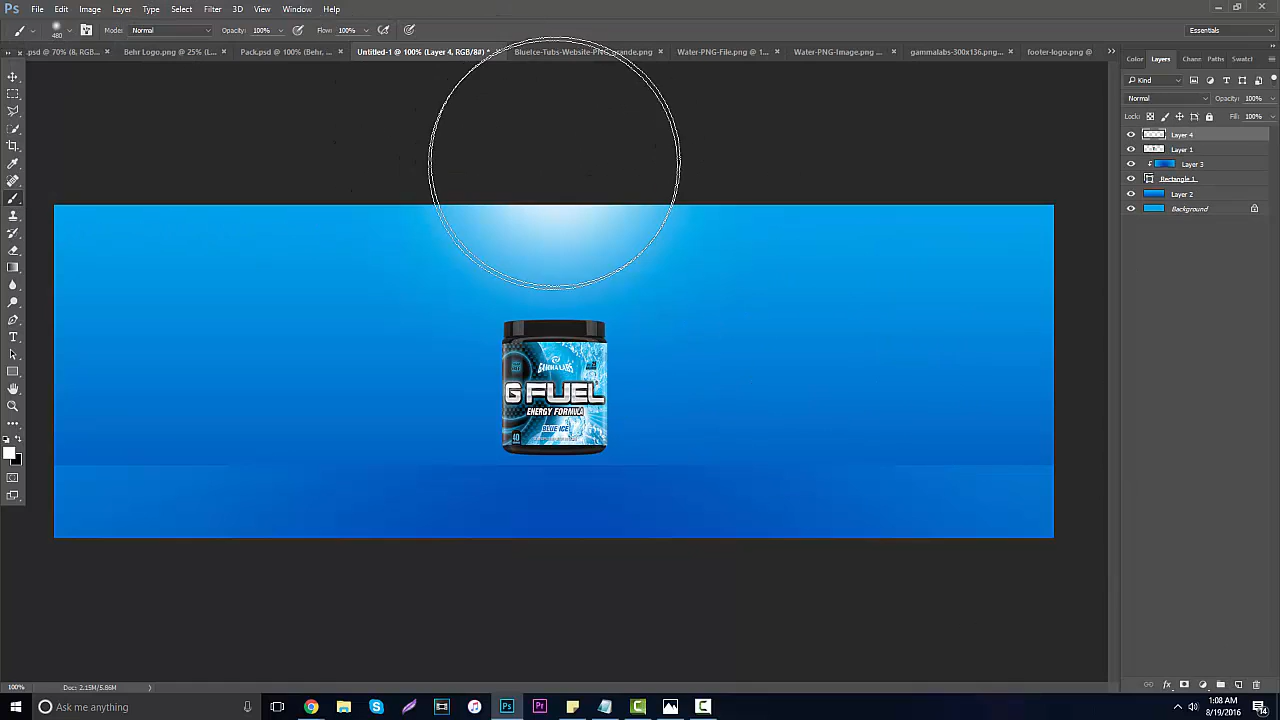 Ps File Edit Image Layer Type Select Filter 3D View Window Help
480 Mode: Normal Opacity: 100% Flow: 100% Essentials
.psd @ 70% (8, RGB... × Behr Logo.png @ 25% (L... × Pack.psd @ 100% (Behr, ... × Untitled-1 @ 100% (Layer 4, RGB/8#) * BlueIce-Tubs-Website-PNG_grande.png × Water-PNG-File.png @ 1... × Water-PNG-Image.png ... × gammalabs-300x136.png... × footer-logo.png @
Color Layers Chann Paths Swatcl
Kind
Normal Opacity: 100%
Lock: Fill: 100%
Layer 4
Layer 1
Layer 3
Rectangle 1
Layer 2
Background
GAMMA LABS
G FUEL
ENERGY FORMULA
BLUE ICE
40
100% Doc: 2.15M/5.86M
Ask me anything
1:08 AM
8/19/2016